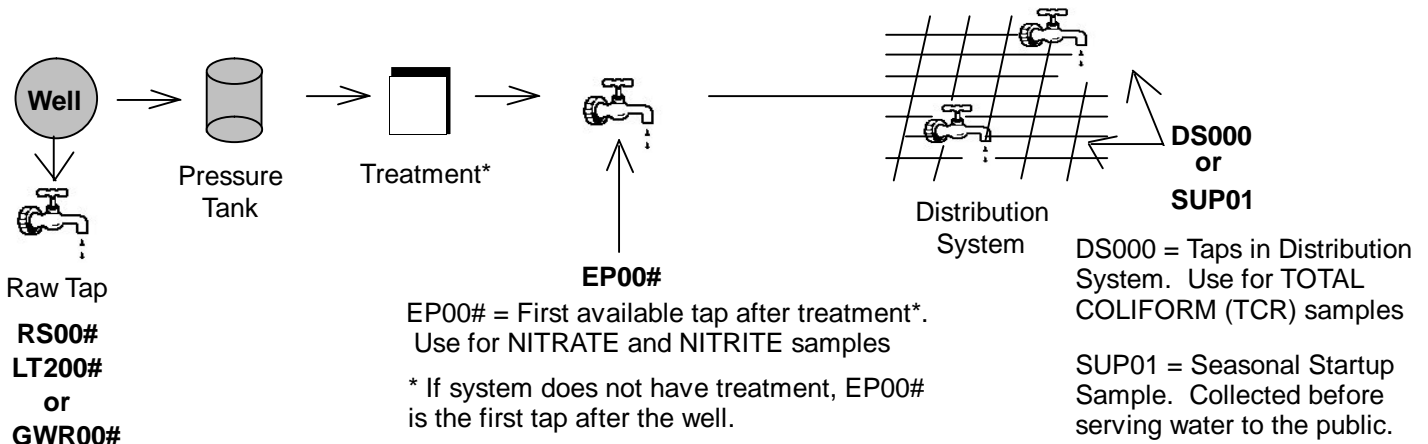 Well
Pressure
Tank
Treatment*
Raw Tap
RS00#
LT200#
or
GWR00#
EP00#
EP00# = First available tap after treatment*.
Use for NITRATE and NITRITE samples
* If system does not have treatment, EP00#
is the first tap after the well.
Distribution
System
DS000
or
SUP01
DS000 = Taps in Distribution
System. Use for TOTAL
COLIFORM (TCR) samples
SUP01 = Seasonal Startup
Sample. Collected before
serving water to the public.